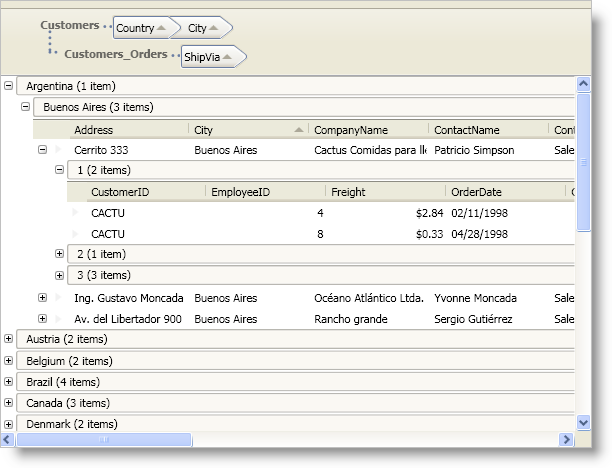 Customers Country City
Customers_Orders ShipVia
Argentina (1 item)
Buenos Aires (3 items)
Address City CompanyName ContactName Cont
Cerrito 333 Buenos Aires Cactus Comidas para lle Patricio Simpson Sale
1 (2 items)
CustomerID EmployeeID Freight OrderDate
CACTU 4 $2.84 02/11/1998
CACTU 8 $0.33 04/28/1998
2 (1 item)
3 (3 items)
Ing. Gustavo Moncada Buenos Aires Océano Atlántico Ltda. Yvonne Moncada Sale
Av. del Libertador 900 Buenos Aires Rancho grande Sergio Gutiérrez Sale
Austria (2 items)
Belgium (2 items)
Brazil (4 items)
Canada (3 items)
Denmark (2 items)